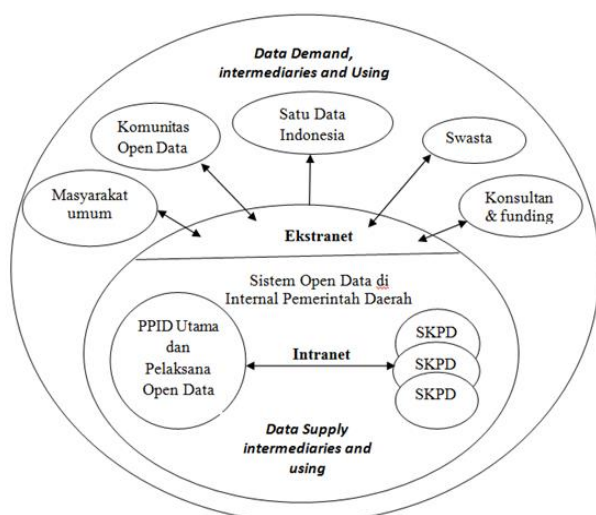 Data Demand,
intermediaries and Using
Satu Data
Indonesia
Komunitas
Open Data
Swasta
Masyarakat
umum
Konsultan
& funding
Ekstranet
Sistem Open Data di
Internal Pemerintah Daerah
PPID Utama
dan
Pelaksana
Open Data
Intranet
SKPD
SKPD
SKPD
Data Supply
intermediaries and
using